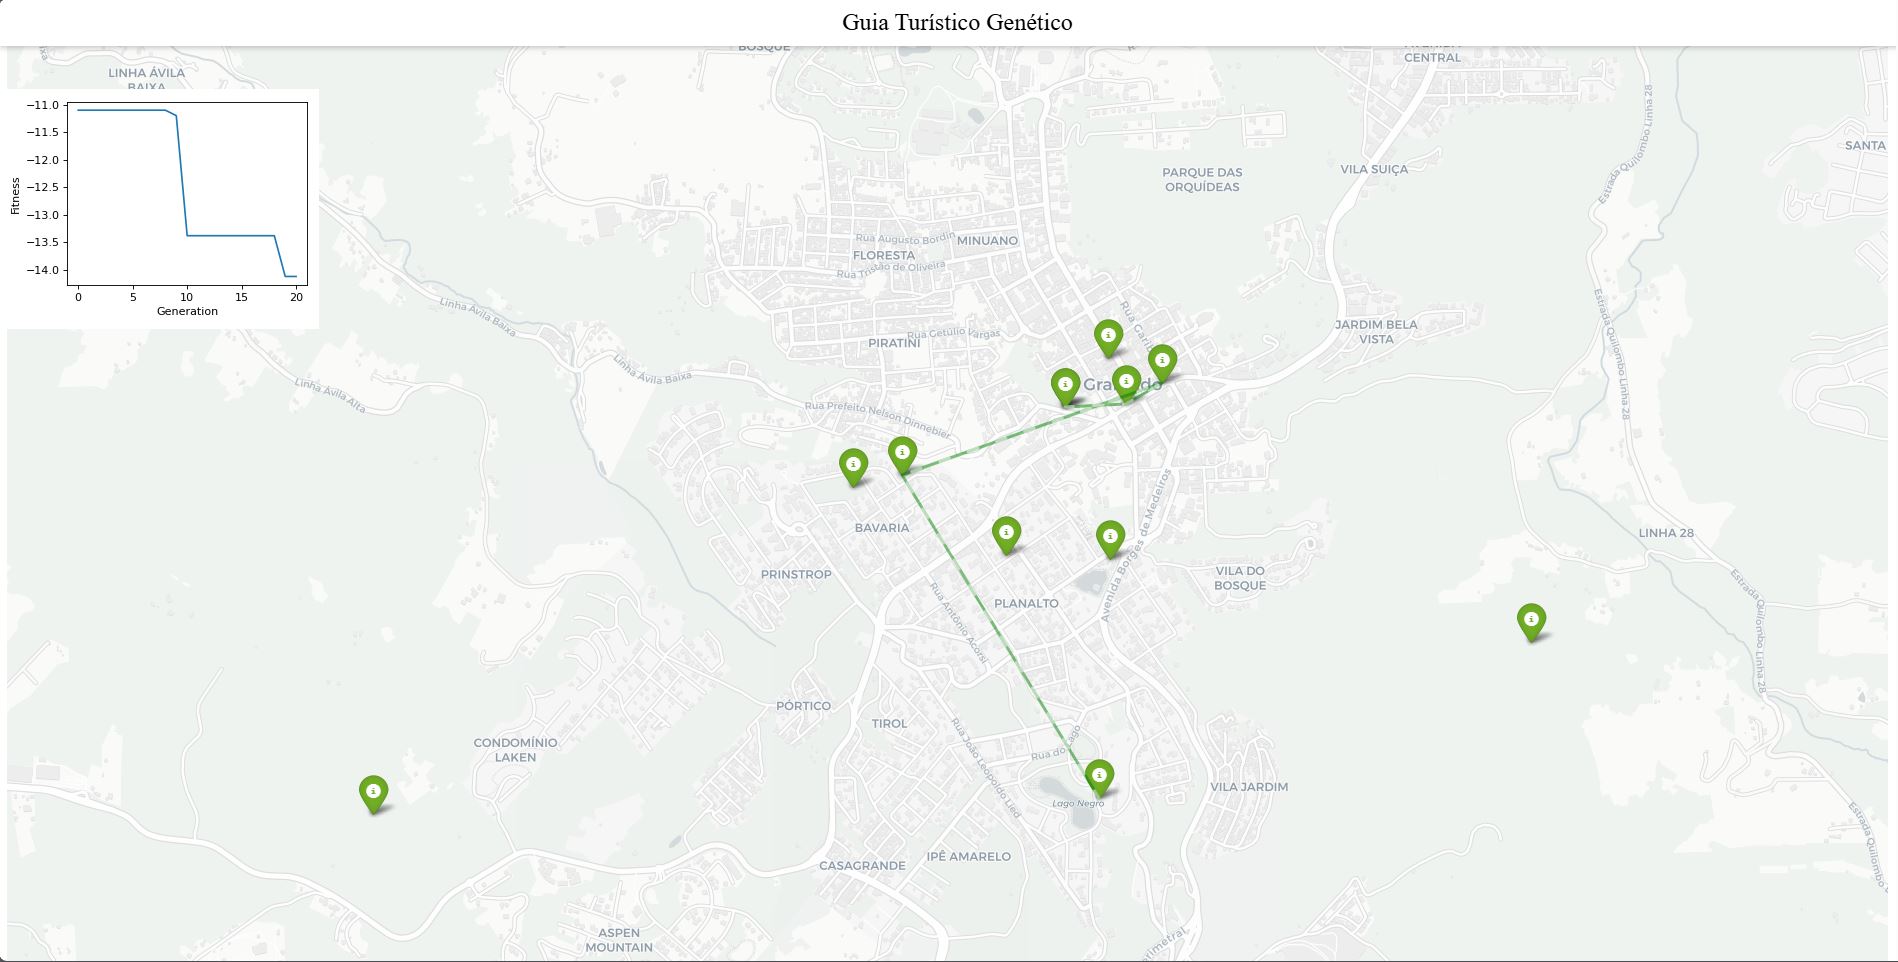 Guia Turístico Genético
BOSQUE
CENTRAL
LINHA ÁVILA
BAIXA
−11.0
−11.5
−12.0
−12.5
−13.0
−13.5
−14.0
Fitness
0 5 10 15 20
Generation
Estrada Quilombo Linha 28
SANTA
VILA SUIÇA
PARQUE DAS
ORQUÍDEAS
Rua Augusto Bordin
MINUANO
FLORESTA
Rua Tristão de Oliveira
Linha Ávila Baixa
Estrada Quilombo Linha 28
JARDIM BELA
VISTA
Rua Getúlio Vargas
PIRATINI
Linha Ávila Baixa
Linha Ávila Alta
Rua Prefeito Nelson Dinnebier
BAVARIA
Avenida Borges de Medeiros
LINHA 28
PRINSTROP
VILA DO
BOSQUE
PLANALTO
Rua Antônio Acorsi
Estrada Quilombo Linha 28
PÓRTICO
TIROL
Rua João Leopoldo Lied
Rua do Lago
CONDOMÍNIO
LAKEN
VILA JARDIM
Lago Negro
Estrada Quilombo
IPÊ AMARELO
CASAGRANDE
ASPEN
MOUNTAIN